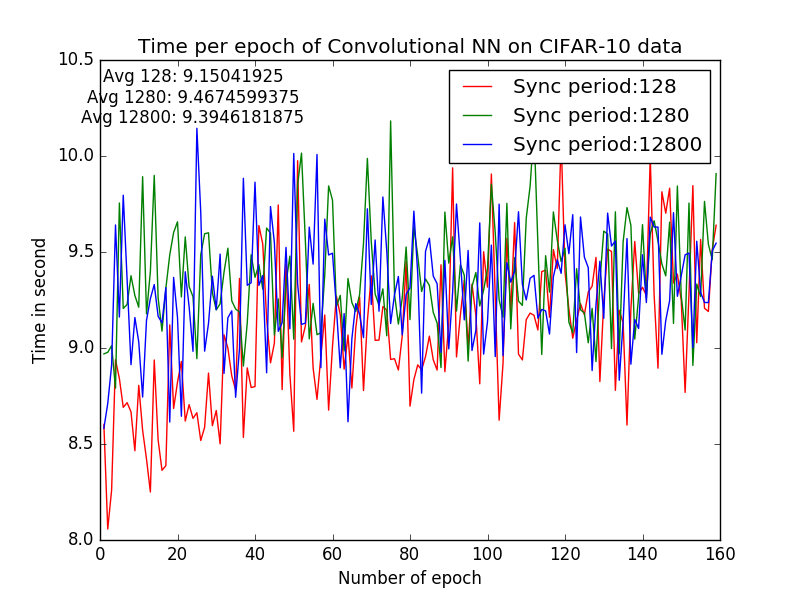 Time per epoch of Convolutional NN on CIFAR-10 data
Avg 128: 9.15041925
Avg 1280: 9.4674599375
Avg 12800: 9.3946181875
Sync period:128
Sync period:1280
Sync period:12800
Time in second
10.5
10.0
9.5
9.0
8.5
8.0
0 20 40 60 80 100 120 140 160
Number of epoch